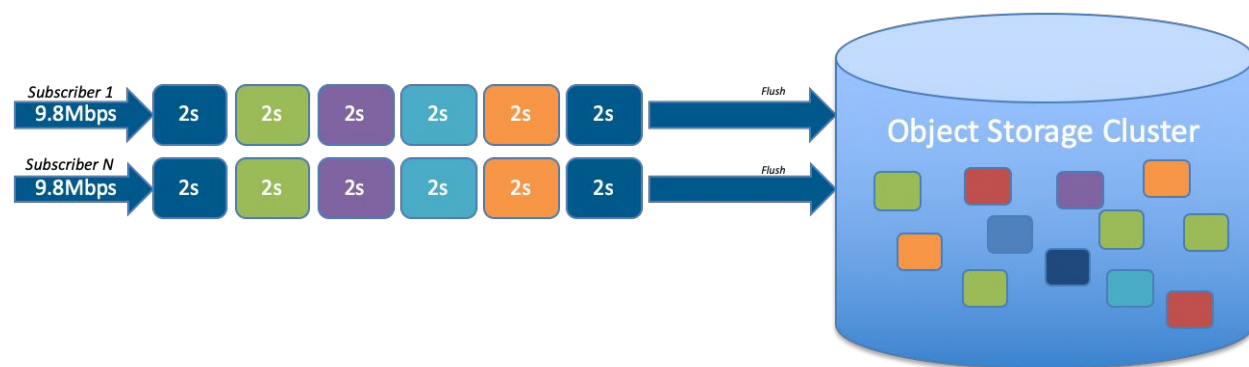 Subscriber 1
9.8Mbps
2s 2s 2s 2s 2s 2s
Flush
Subscriber N
9.8Mbps
2s 2s 2s 2s 2s 2s
Flush
Object Storage Cluster